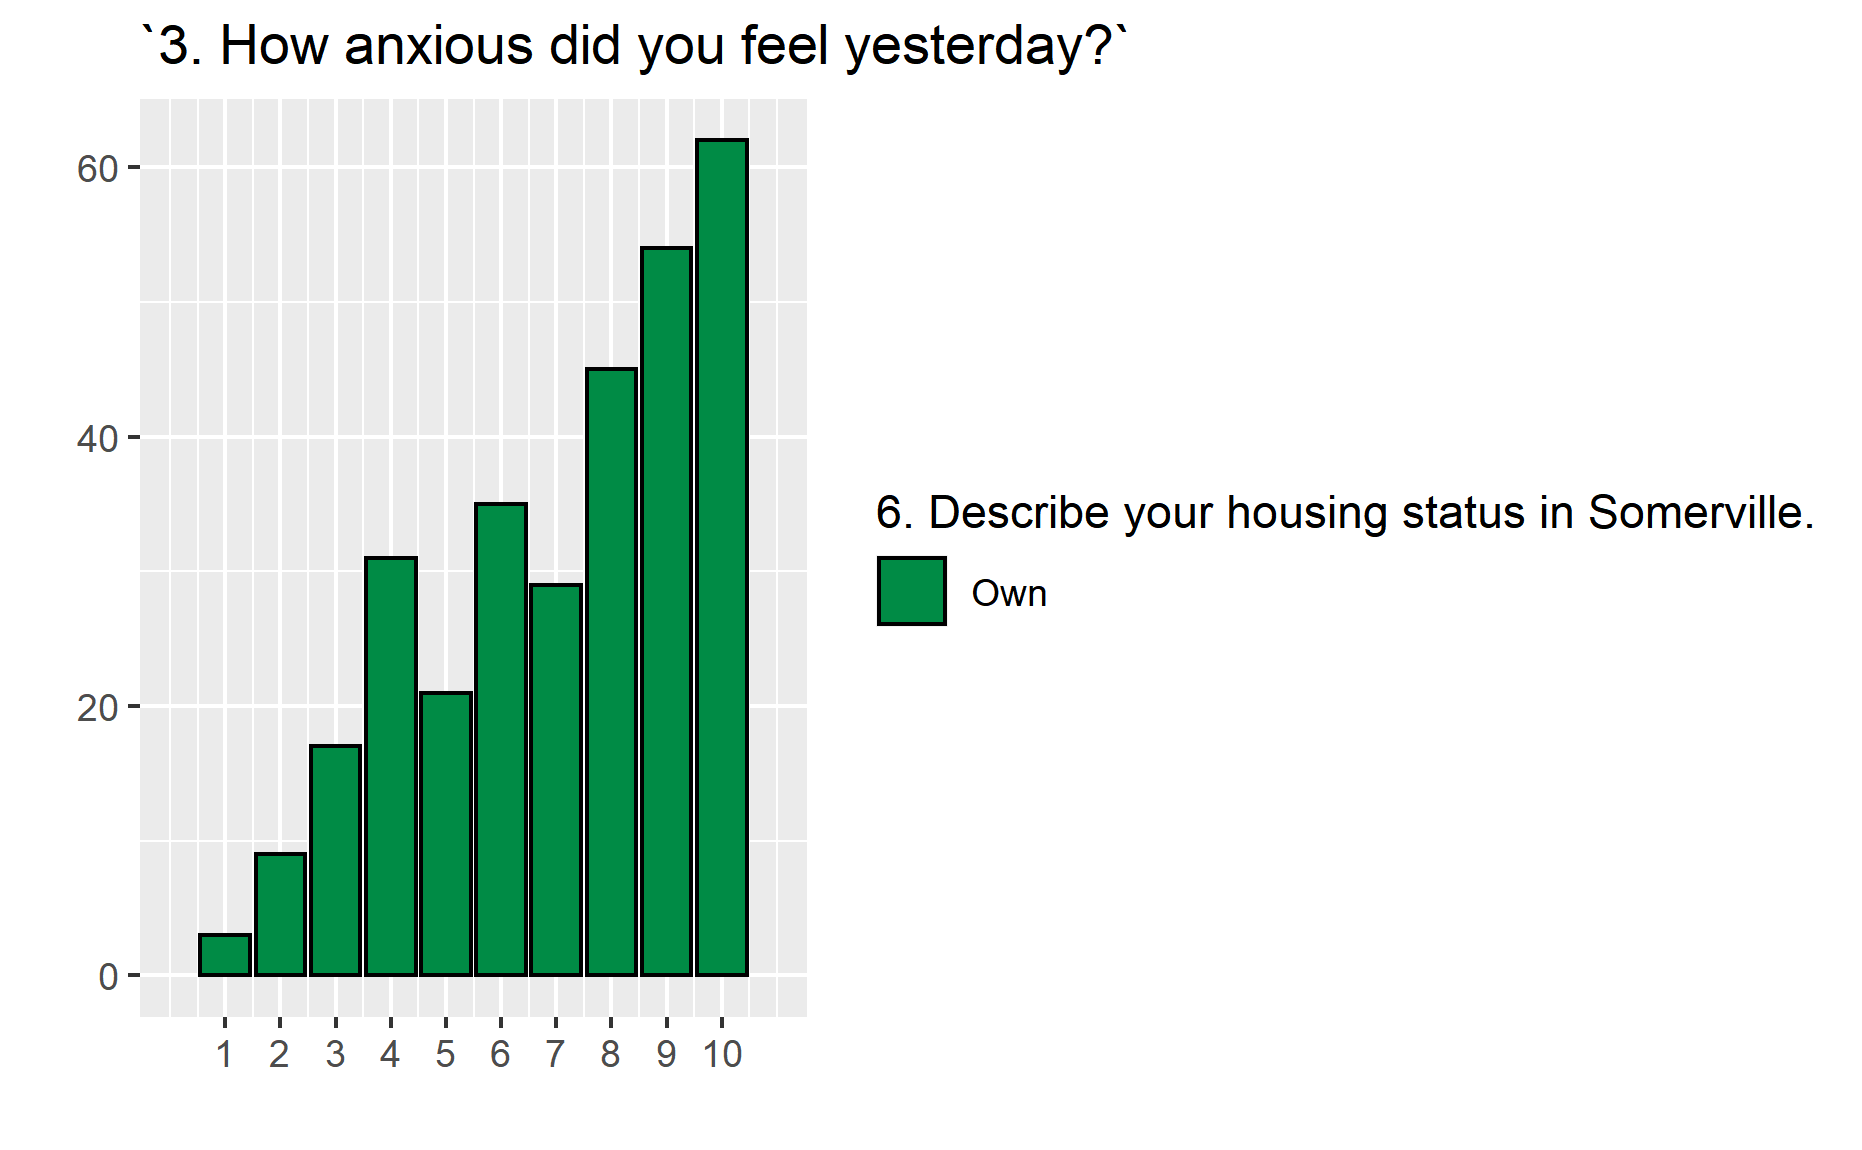 `3. How anxious did you feel yesterday?`
60
40
20
0
1 2 3 4 5 6 7 8 9 10
6. Describe your housing status in Somerville.
Own